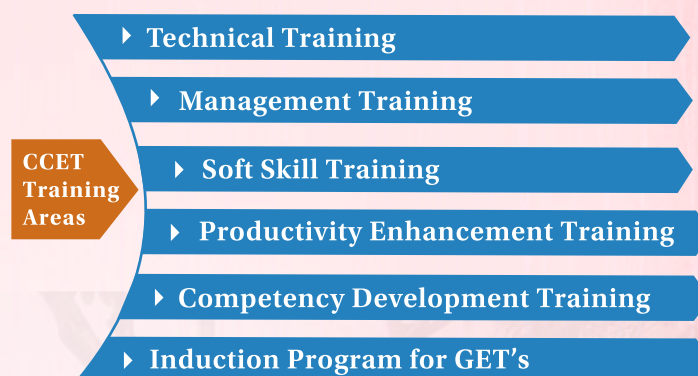 Technical Training
Management Training
CCET
Training
Areas
Soft Skill Training
Productivity Enhancement Training
Competency Development Training
Induction Program for GET's